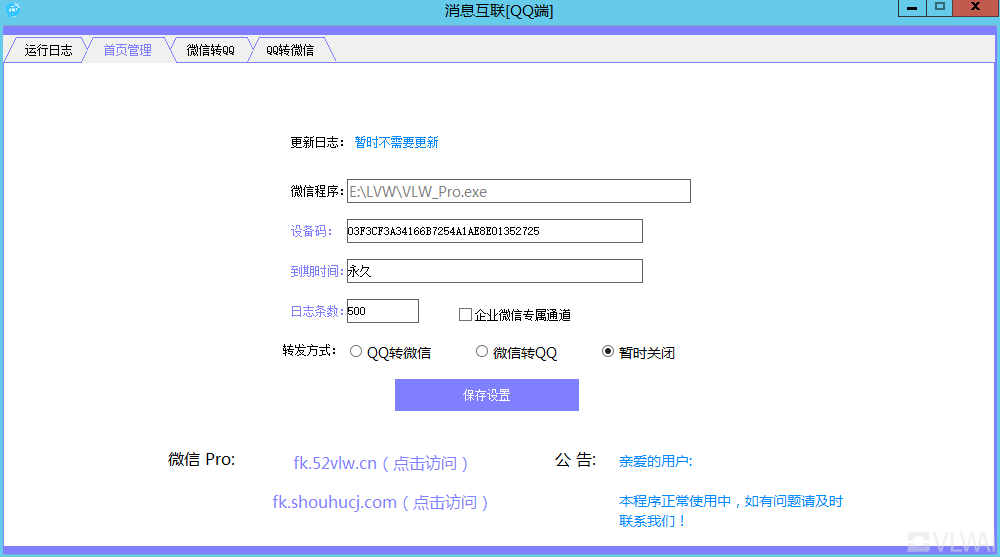 消息互联[QQ端]
运行日志 首页管理 微信转QQ QQ转微信
更新日志: 暂时不需要更新
微信程序: E:\LVW\VLW_Pro.exe
设备码: 03F3CF3A34166B7254A1AE8E01352725
到期时间: 永久
日志条数: 500 企业微信专属通道
转发方式: QQ转微信 微信转QQ 暂时关闭
保存设置
微信 Pro: fk.52vlw.cn（点击访问） 公 告: 亲爱的用户:
fk.shouhucj.com（点击访问） 本程序正常使用中，如有问题请及时
联系我们！
VLWAI